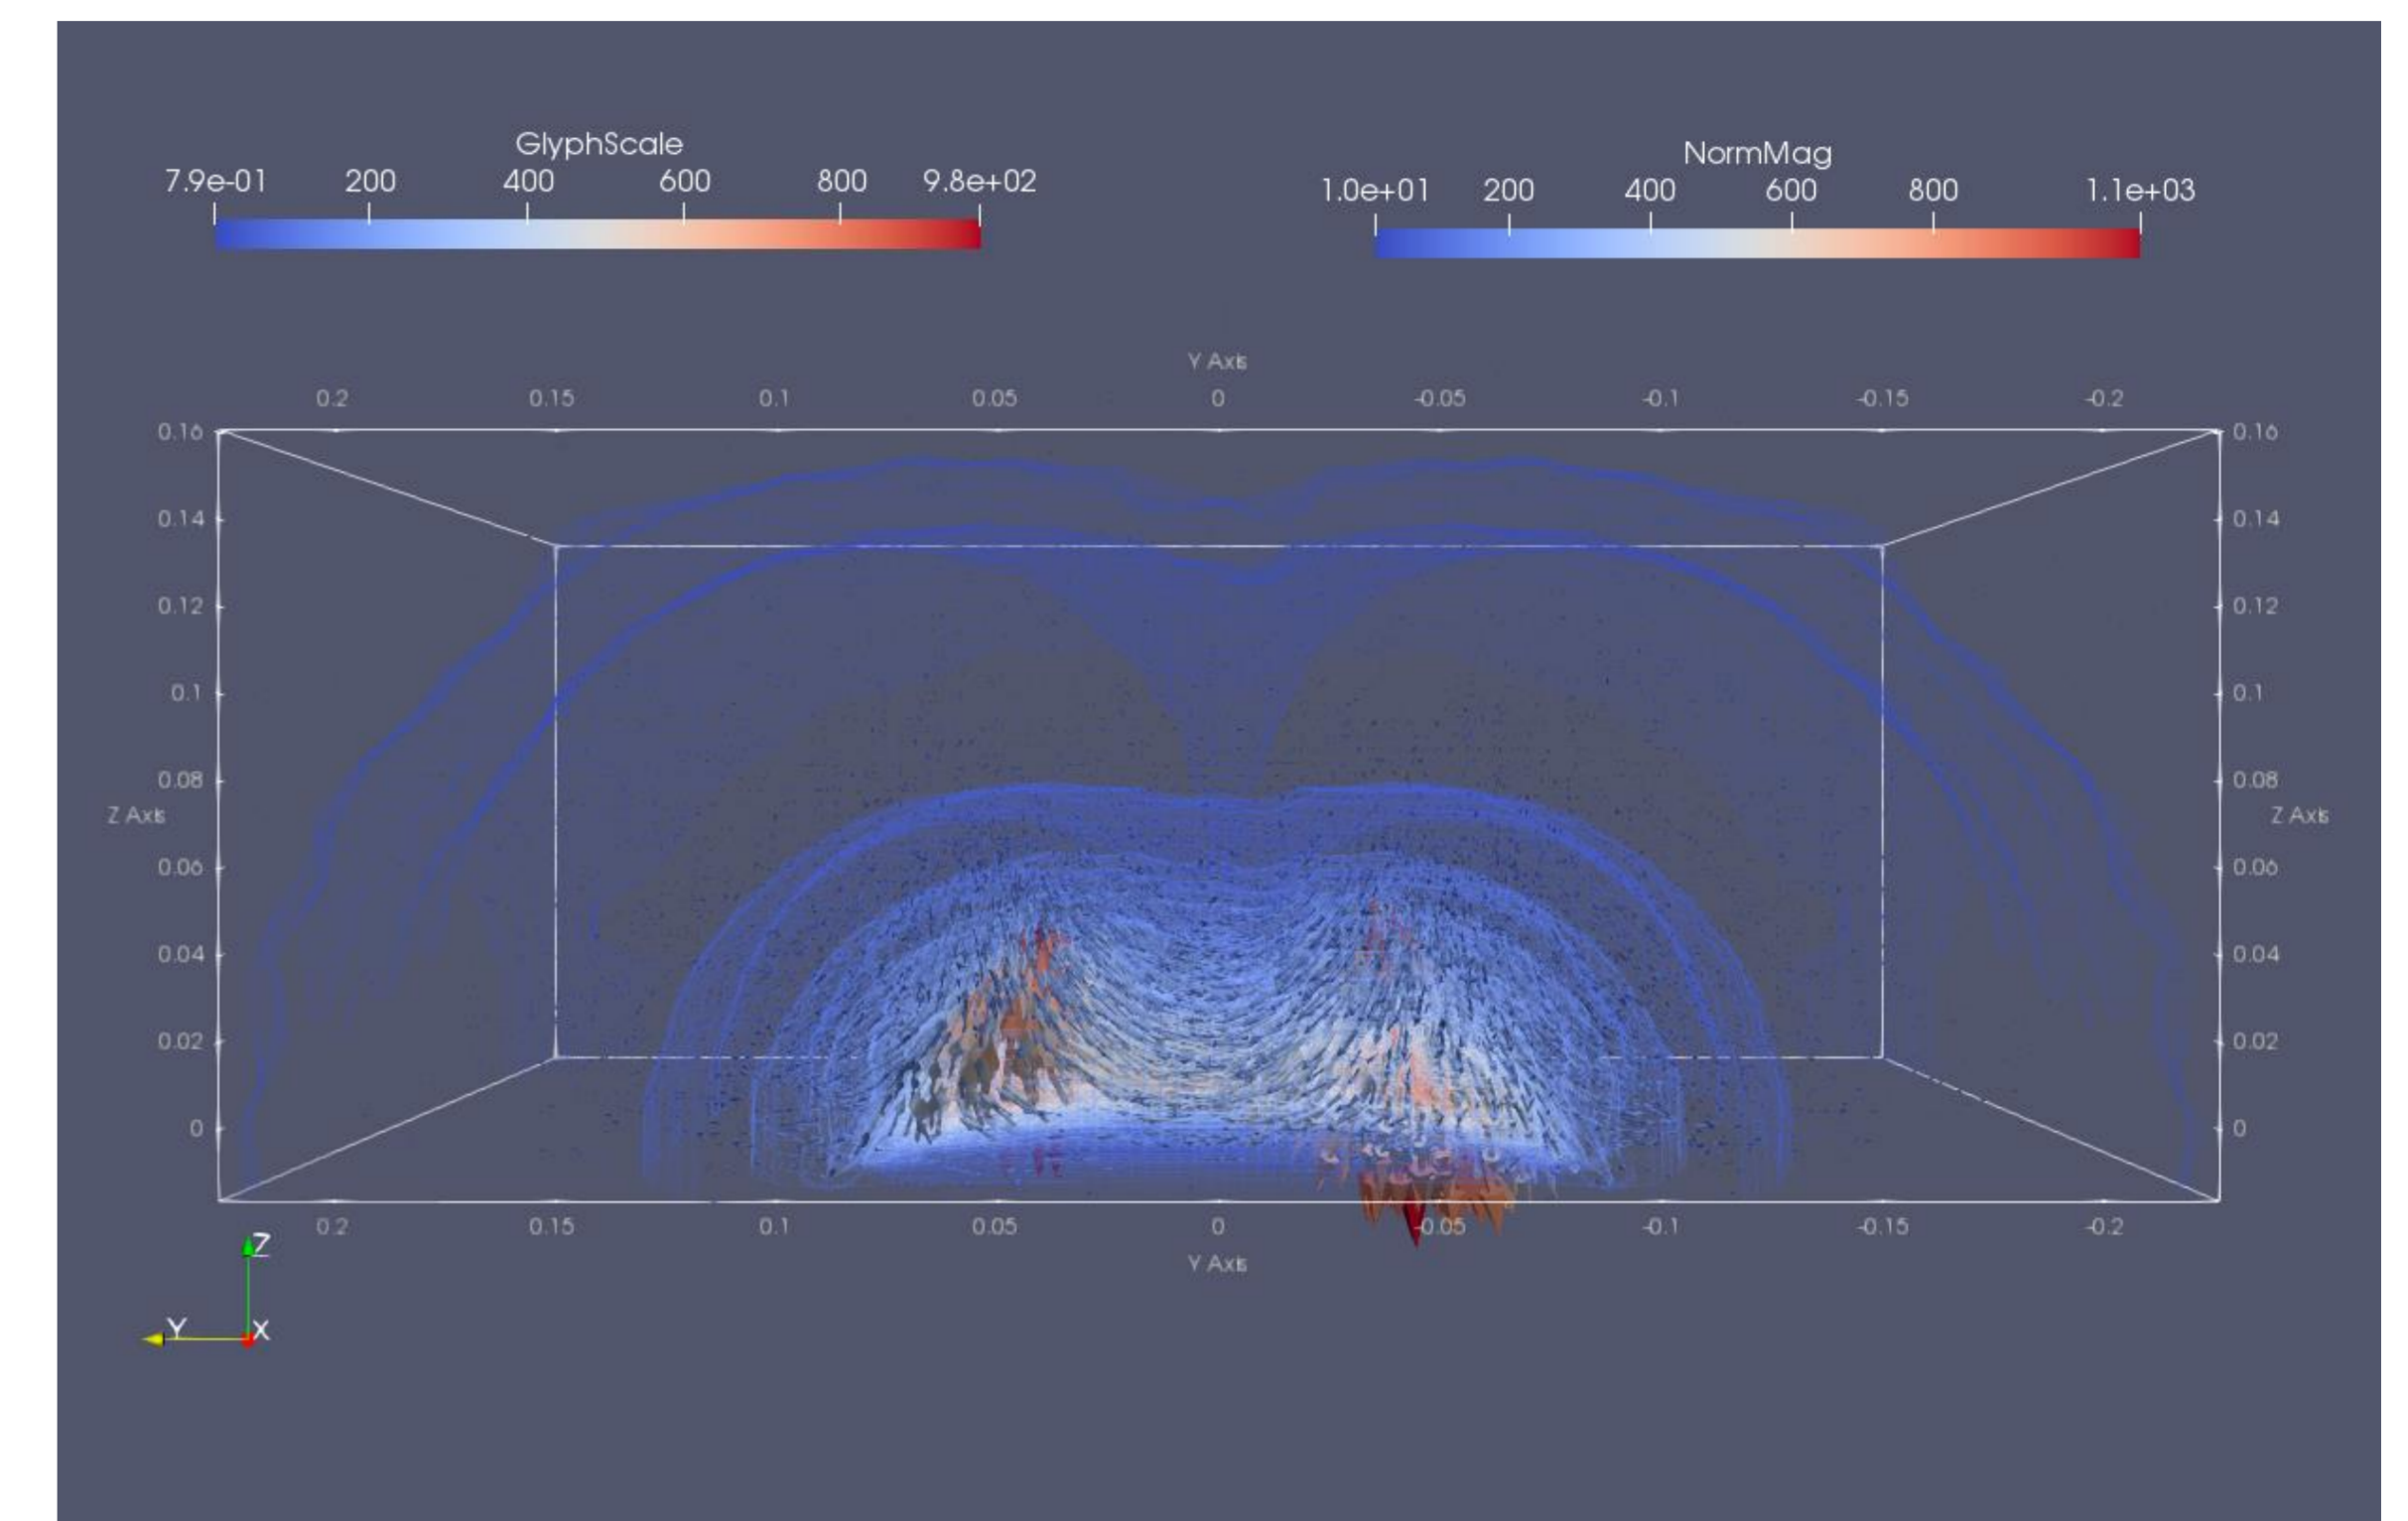 GlyphScale
7.9e-01 200 400 600 800 9.8e+02
NormMag
1.0e+01 200 400 600 800 1.1e+03
Y Axis
0.2 0.15 0.1 0.05 0 -0.05 -0.1 -0.15 -0.2
0.16 0.16
0.14 0.14
0.12 0.12
0.1 0.1
0.08 0.08
Z Axis Z Axis
0.06 0.06
0.04 0.04
0.02 0.02
0 0
0.2 0.15 0.1 0.05 0 -0.05 -0.1 -0.15 -0.2
Y Axis
Z
Y X